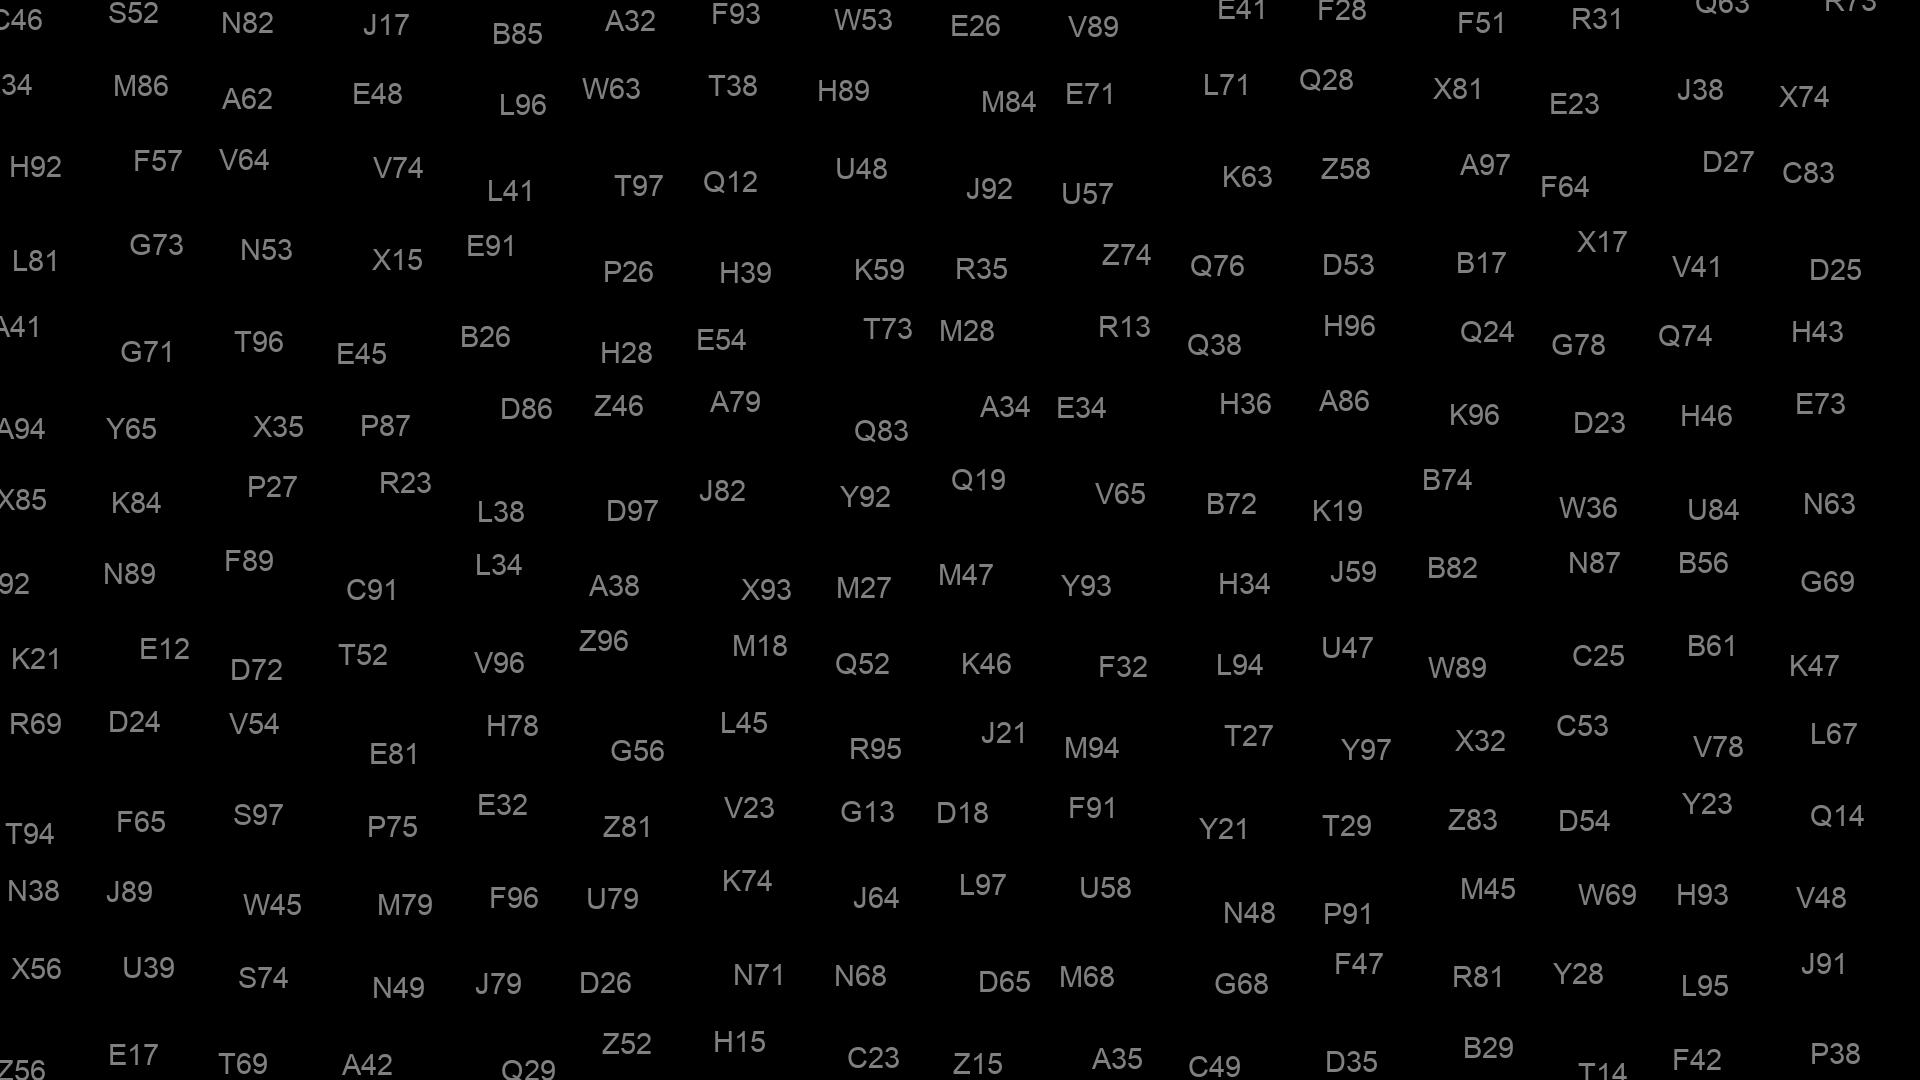 C46 S52 N82 J17 B85 A32 F93 W53 E26 V89 E41 F28 F51 R31 Q63 R73
34 M86 A62 E48 L96 W63 T38 H89 M84 E71 L71 Q28 X81 E23 J38 X74
H92 F57 V64 V74 L41 T97 Q12 U48 J92 U57 K63 Z58 A97 F64 D27 C83
L81 G73 N53 X15 E91 P26 H39 K59 R35 Z74 Q76 D53 B17 X17 V41 D25
A41 G71 T96 E45 B26 H28 E54 T73 M28 R13 Q38 H96 Q24 G78 Q74 H43
A94 Y65 X35 P87 D86 Z46 A79 Q83 A34 E34 H36 A86 K96 D23 H46 E73
X85 K84 P27 R23 L38 D97 J82 Y92 Q19 V65 B72 K19 B74 W36 U84 N63
92 N89 F89 C91 L34 A38 X93 M27 M47 Y93 H34 J59 B82 N87 B56 G69
K21 E12 D72 T52 V96 Z96 M18 Q52 K46 F32 L94 U47 W89 C25 B61 K47
R69 D24 V54 E81 H78 G56 L45 R95 J21 M94 T27 Y97 X32 C53 V78 L67
T94 F65 S97 P75 E32 Z81 V23 G13 D18 F91 Y21 T29 Z83 D54 Y23 Q14
N38 J89 W45 M79 F96 U79 K74 J64 L97 U58 N48 P91 M45 W69 H93 V48
X56 U39 S74 N49 J79 D26 N71 N68 D65 M68 G68 F47 R81 Y28 L95 J91
Z56 E17 T69 A42 Q29 Z52 H15 C23 Z15 A35 C49 D35 B29 T14 F42 P38